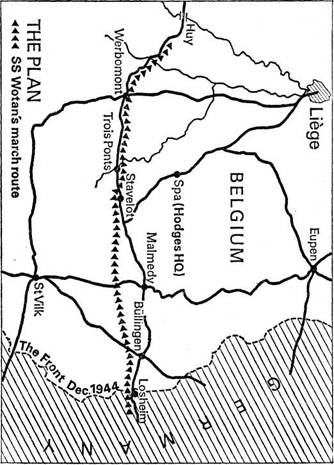 Huy
Liège
Werbomont
Trois Ponts
Stavelot
Spa (Hodges HQ)
BELGIUM
Eupen
Malmedy
Büllingen
Losheim
St Vilk
The Front Dec. 1944
GERMANY
THE PLAN
SS Wotan's march route